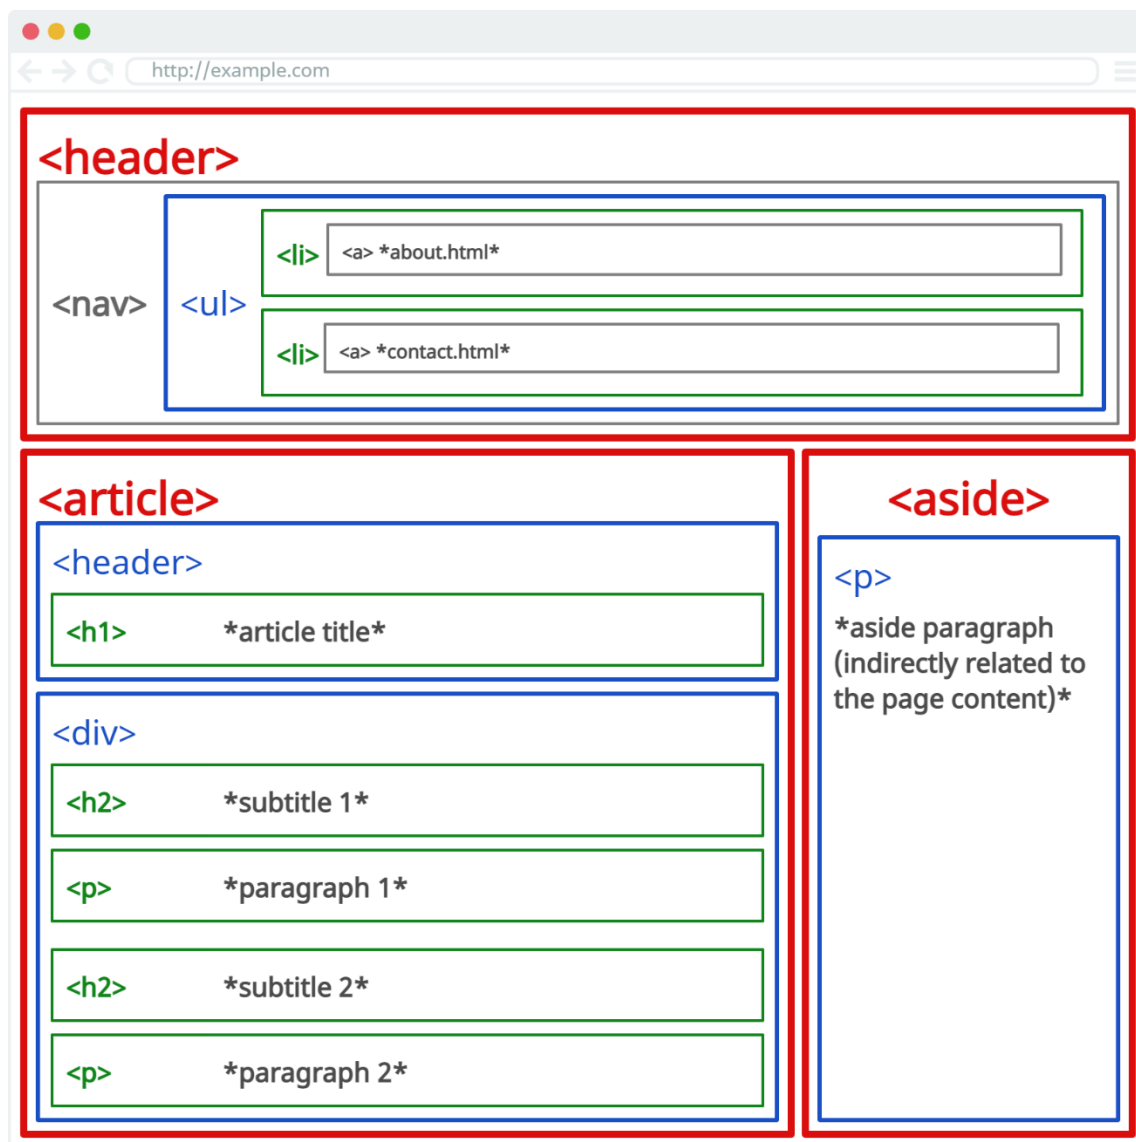 http://example.com
<header>
<nav>
<ul>
<li> <a> *about.html*
<li> <a> *contact.html*
<article>
<header>
<h1> *article title*
<div>
<h2> *subtitle 1*
<p> *paragraph 1*
<h2> *subtitle 2*
<p> *paragraph 2*
<aside>
<p>
*aside paragraph
(indirectly related to
the page content)*